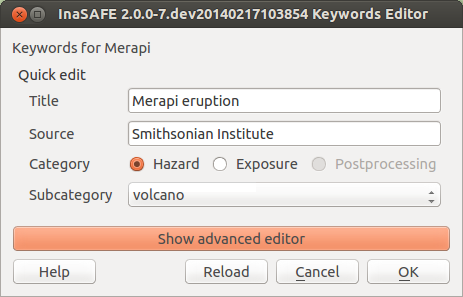 InaSAFE 2.0.0-7.dev20140217103854 Keywords Editor
Keywords for Merapi
Quick edit
Title Merapi eruption
Source Smithsonian Institute
Category Hazard Exposure Postprocessing
Subcategory volcano
Show advanced editor
Help Reload Cancel OK